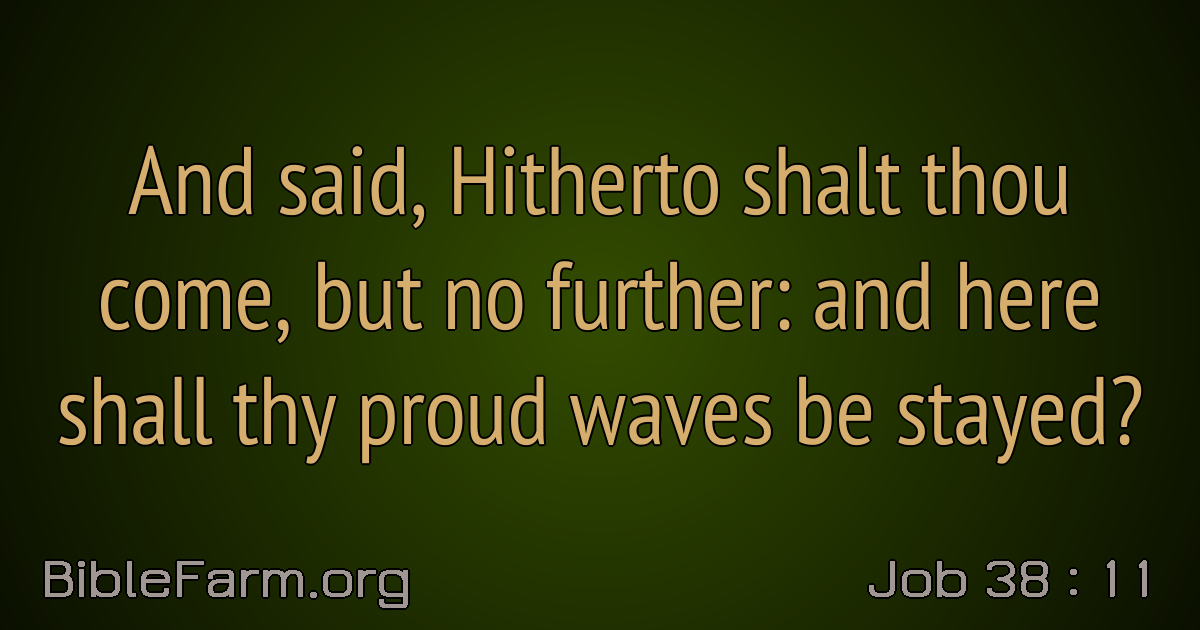 And said, Hitherto shalt thou
come, but no further: and here
shall thy proud waves be stayed?
BibleFarm.org
Job 38 : 11